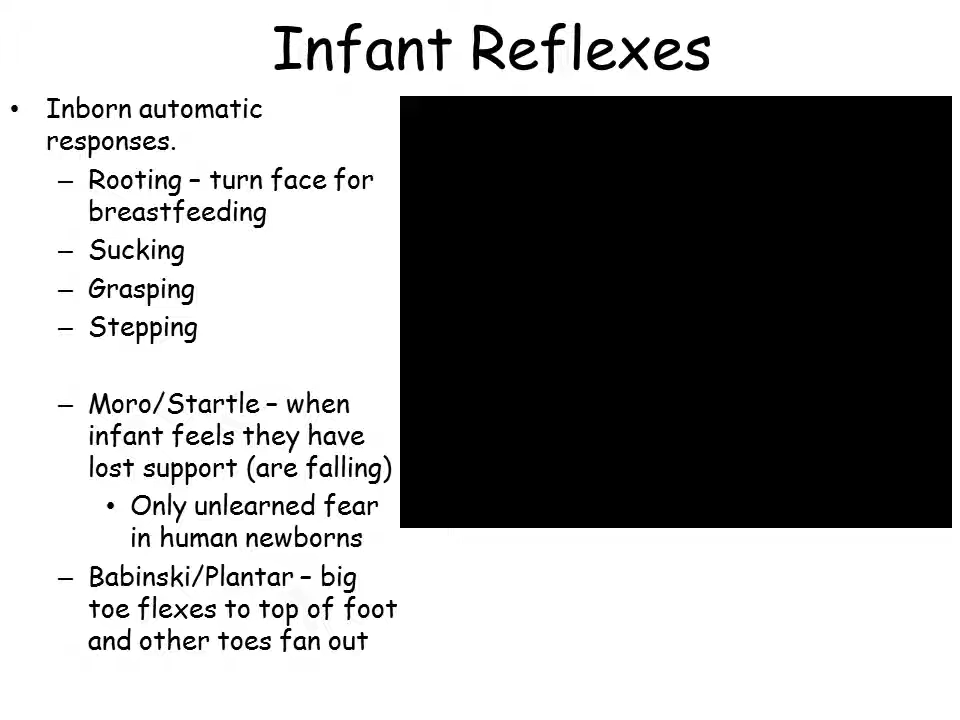 Infant Reflexes
• Inborn automatic
responses.
– Rooting – turn face for
breastfeeding
– Sucking
– Grasping
– Stepping
– Moro/Startle – when
infant feels they have
lost support (are falling)
• Only unlearned fear
in human newborns
– Babinski/Plantar – big
toe flexes to top of foot
and other toes fan out